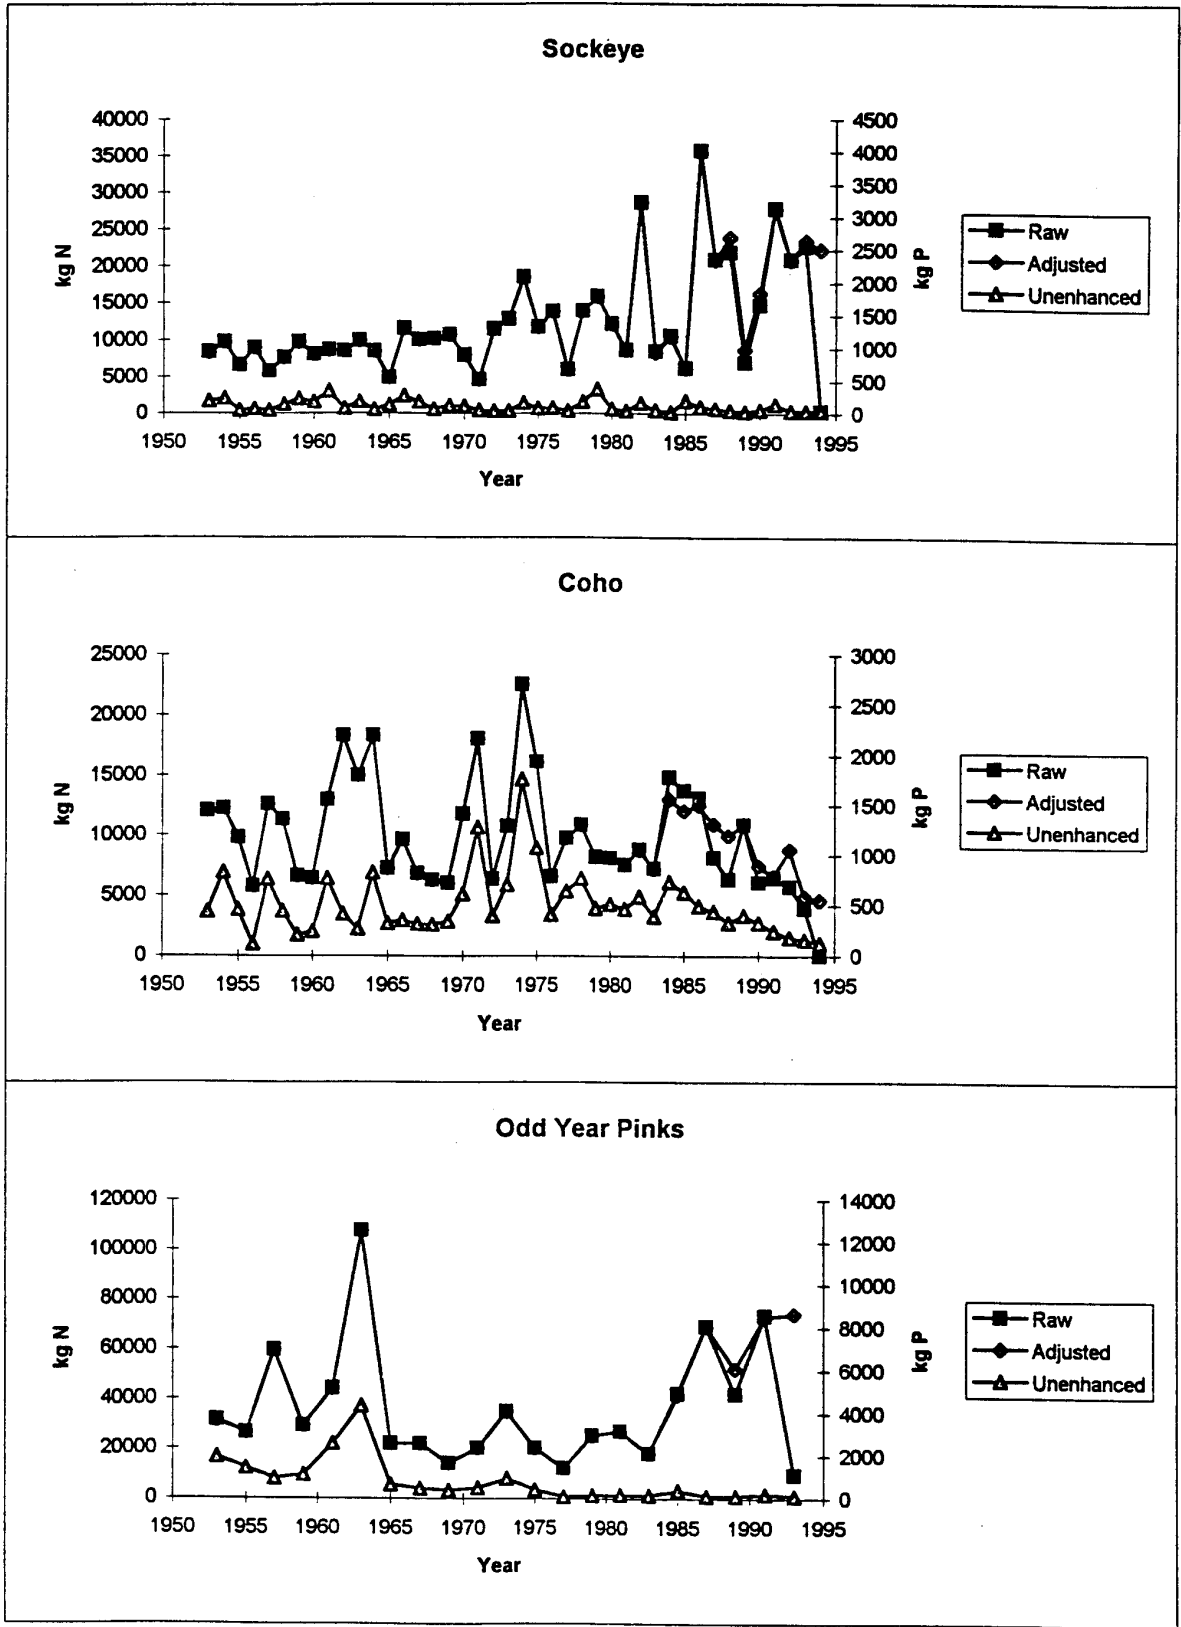 Sockeye
40000
35000
30000
25000
20000
15000
10000
5000
0
kg N
4500
4000
3500
3000
2500
2000
1500
1000
500
0
kg P
1950 1955 1960 1965 1970 1975 1980 1985 1990 1995
Year
Raw
Adjusted
Unenhanced
Coho
25000
20000
15000
10000
5000
0
kg N
3000
2500
2000
1500
1000
500
0
kg P
1950 1955 1960 1965 1970 1975 1980 1985 1990 1995
Year
Raw
Adjusted
Unenhanced
Odd Year Pinks
120000
100000
80000
60000
40000
20000
0
kg N
14000
12000
10000
8000
6000
4000
2000
0
kg P
1950 1955 1960 1965 1970 1975 1980 1985 1990 1995
Year
Raw
Adjusted
Unenhanced